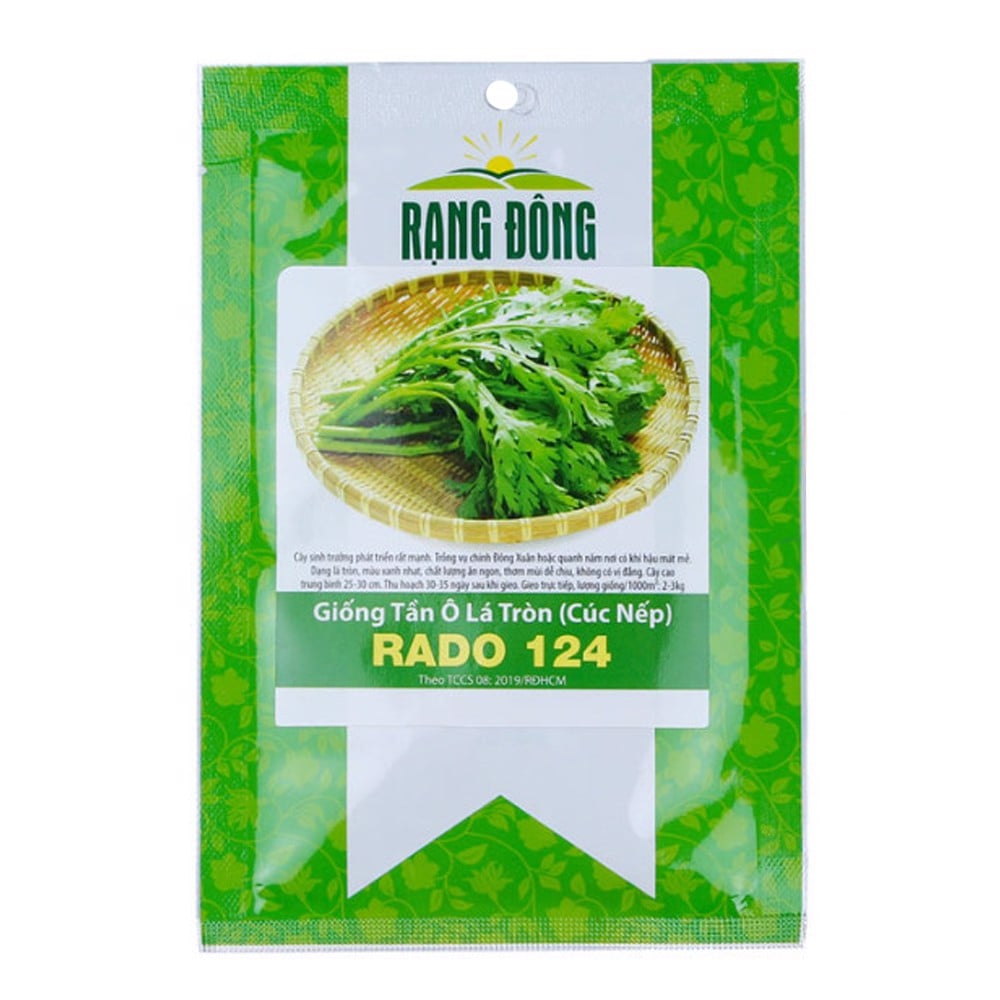 RẠNG ĐÔNG
Cây sinh trưởng phát triển rất mạnh. Trồng vụ chính Đông Xuân hoặc quanh năm nơi có khí hậu mát mẻ.
Dạng lá tròn, màu xanh nhạt, chất lượng ăn ngon, thơm mùi dễ chịu, không có vị đắng. Cây cao
trung bình 25-30 cm. Thu hoạch 30-35 ngày sau khi gieo. Gieo trực tiếp, lượng giống/1000m²: 2-3kg
Giống Tần Ô Lá Tròn (Cúc Nếp)
RADO 124
Theo TCCS 08: 2019/RĐHCM